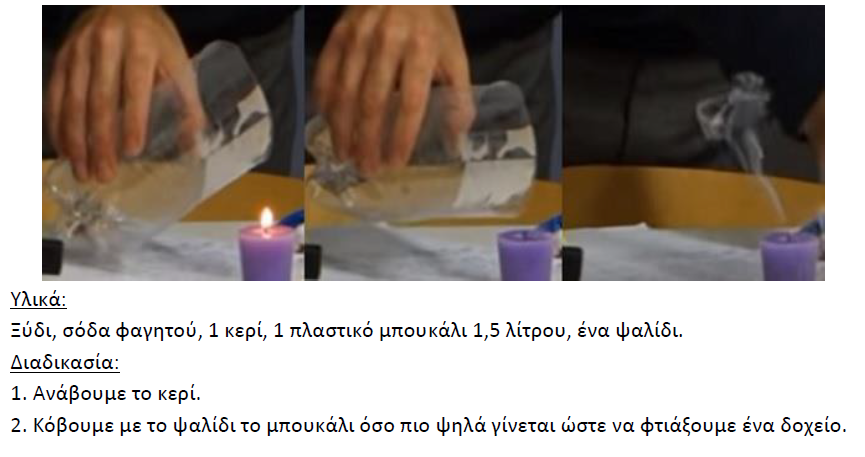 Υλικά:
Ξύδι, σόδα φαγητού, 1 κερί, 1 πλαστικό μπουκάλι 1,5 λίτρου, ένα ψαλίδι.
Διαδικασία:
1. Ανάβουμε το κερί.
2. Κόβουμε με το ψαλίδι το μπουκάλι όσο πιο ψηλά γίνεται ώστε να φτιάξουμε ένα δοχείο.